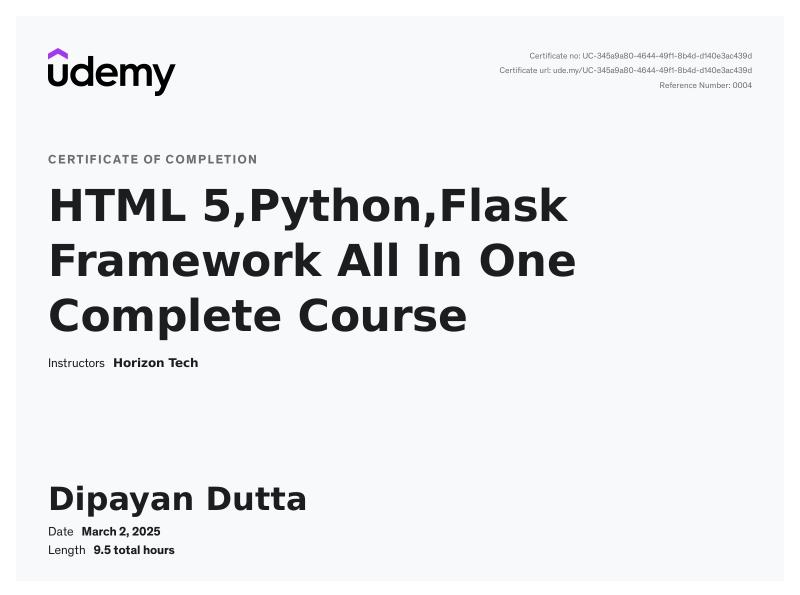 udemy
Certificate no: UC-345a9a80-4644-49f1-8b4d-d140e3ac439d
Certificate url: ude.my/UC-345a9a80-4644-49f1-8b4d-d140e3ac439d
Reference Number: 0004
CERTIFICATE OF COMPLETION
HTML 5,Python,Flask
Framework All In One
Complete Course
Instructors Horizon Tech
Dipayan Dutta
Date March 2, 2025
Length 9.5 total hours